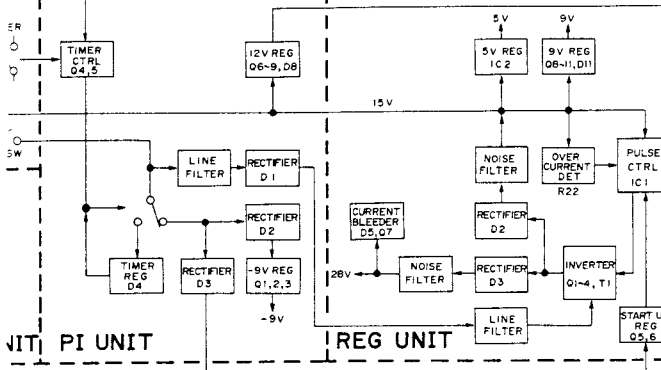 ER
TIMER
CTRL
Q4,5
12V REG
Q6~9,D8
5V
9V
5V REG
IC2
9V REG
Q8~11,D11
15V
SW
LINE
FILTER
RECTIFIER
D1
NOISE
FILTER
OVER
CURRENT
DET
R22
PULSE
CTRL
IC1
RECTIFIER
D2
CURRENT
BLEEDER
D5,Q7
RECTIFIER
D2
TIMER
REG
D4
RECTIFIER
D3
-9V REG
Q1,2,3
28V
NOISE
FILTER
RECTIFIER
D3
INVERTER
Q1~4,T1
-9V
LINE
FILTER
START U
REG
Q5,6
NIT
PI UNIT
REG UNIT